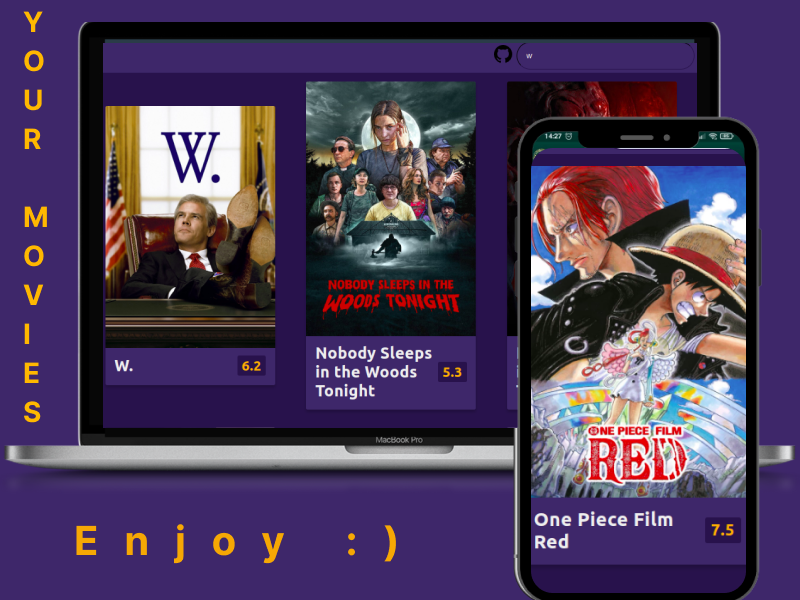 YOUR MOVIES
w
W.
W.
6.2
NOBODY SLEEPS IN THE
WOODS TONIGHT
Nobody Sleeps
in the Woods
Tonight
5.3
MacBook Pro
14:27
ONE PIECE FILM
RED
One Piece Film
Red
7.5
Enjoy :)